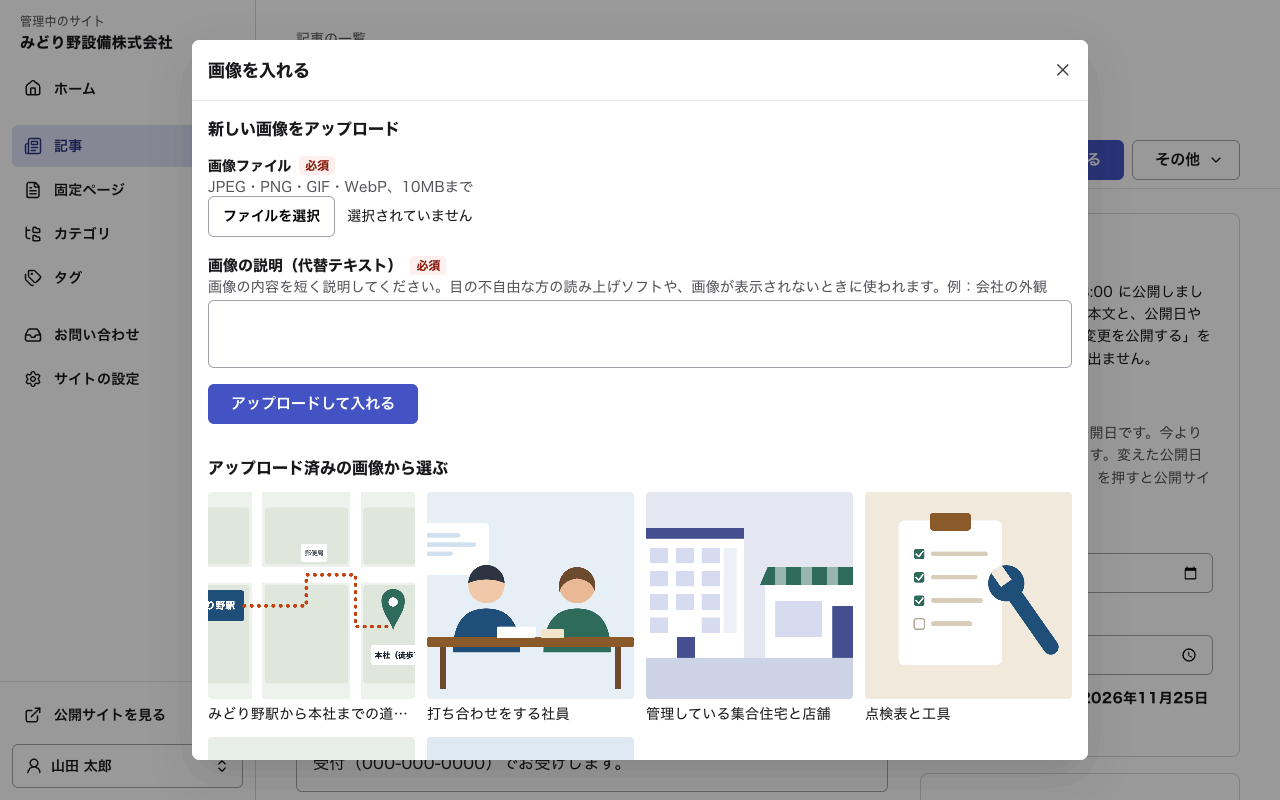 管理中のサイト
みどり野設備株式会社
ホーム
記事
固定ページ
カテゴリ
タグ
お問い合わせ
サイトの設定
公開サイトを見る
山田 太郎
記事の一覧
その他
画像を入れる
新しい画像をアップロード
画像ファイル 必須
JPEG・PNG・GIF・WebP、10MBまで
ファイルを選択 選択されていません
画像の説明（代替テキスト） 必須
画像の内容を短く説明してください。目の不自由な方の読み上げソフトや、画像が表示されないときに使われます。例：会社の外観
アップロードして入れる
アップロード済みの画像から選ぶ
郵便局
り野駅
本社（徒歩
みどり野駅から本社までの道…
打ち合わせをする社員
管理している集合住宅と店舗
点検表と工具
:00 に公開しまし
本文と、公開日や
変更を公開する」を
出ません。
開日です。今より
す。変えた公開日
を押すと公開サイ
2026年11月25日
受付（000-000-0000）でお受けします。